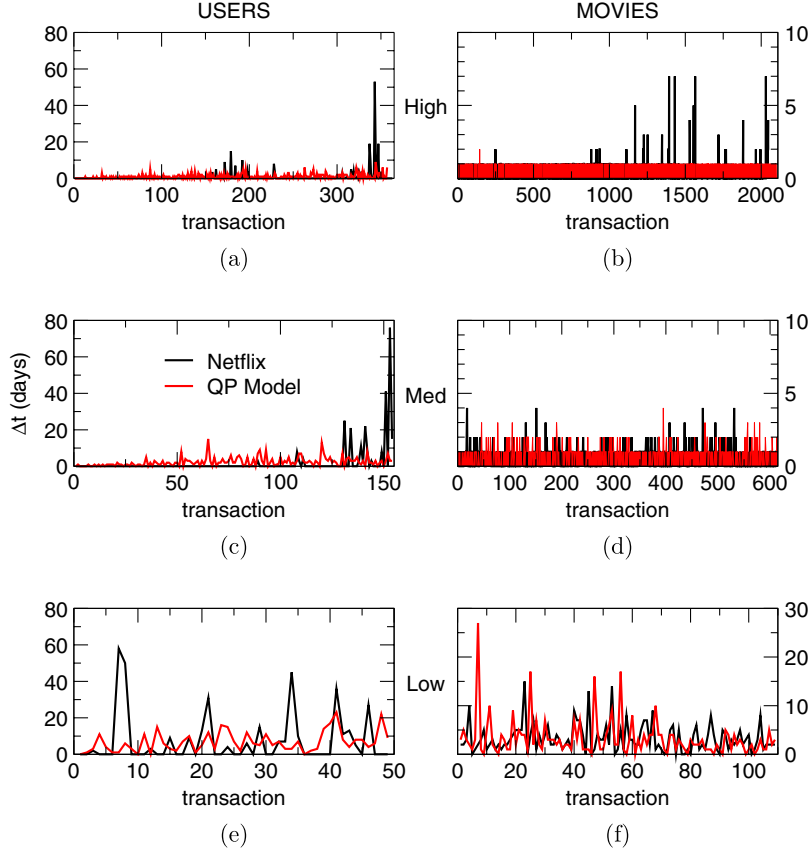 USERS
MOVIES
80
60
40
20
0
0
100
200
300
transaction
(a)
High
10
5
0
0
500
1000
1500
2000
transaction
(b)
Δt (days)
80
60
40
20
0
0
50
100
150
transaction
Netflix
QP Model
(c)
Med
10
5
0
0
100
200
300
400
500
600
transaction
(d)
80
60
40
20
0
0
10
20
30
40
50
transaction
(e)
Low
30
20
10
0
0
20
40
60
80
100
transaction
(f)